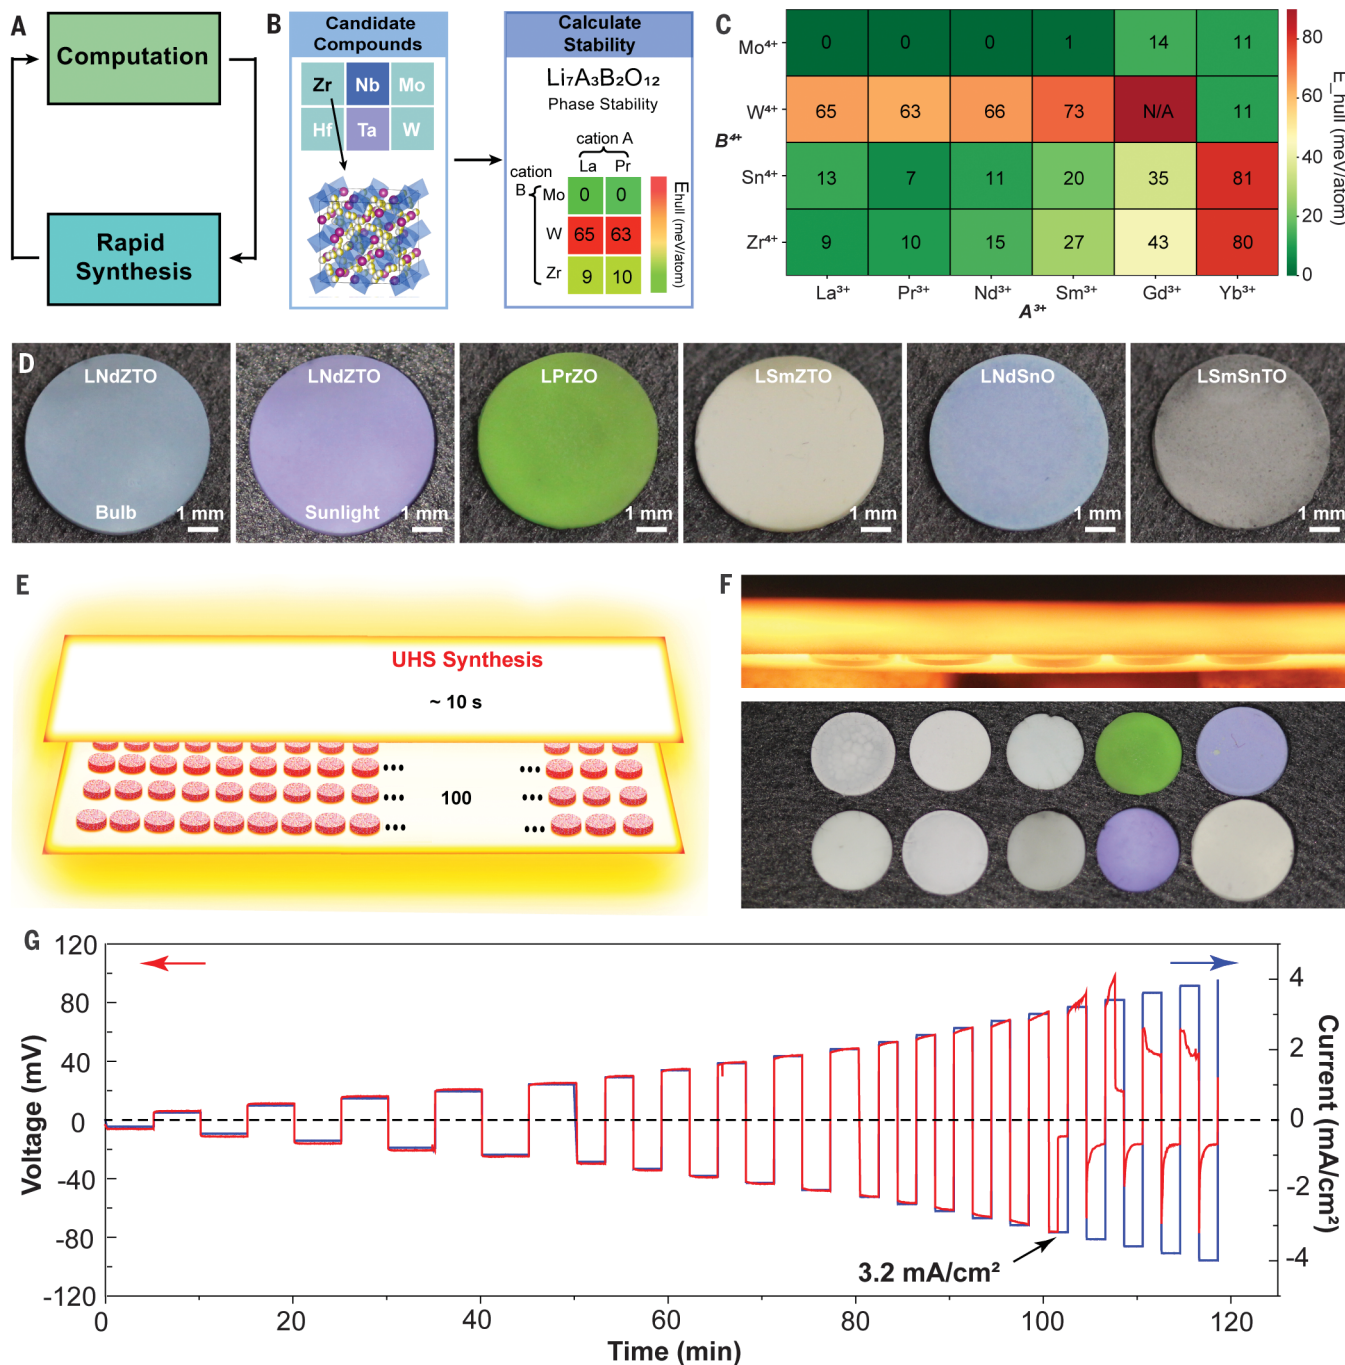 A
Computation
Rapid
Synthesis
B
Candidate
Compounds
Zr Nb Mo
Hf Ta W
Calculate
Stability
Li₇A₃B₂O₁₂
Phase Stability
cation A
La Pr
cation
B
Mo 0 0
W 65 63
Zr 9 10
Ehull (meV/atom)
C
Mo⁴⁺ 0 0 0 1 14 11
W⁴⁺ 65 63 66 73 N/A 11
B⁴⁺
Sn⁴⁺ 13 7 11 20 35 81
Zr⁴⁺ 9 10 15 27 43 80
La³⁺ Pr³⁺ Nd³⁺ Sm³⁺ Gd³⁺ Yb³⁺
A³⁺
80
60
40
20
0
E_hull (meV/atom)
D
LNdZTO
Bulb
1 mm
LNdZTO
Sunlight
1 mm
LPrZO
1 mm
LSmZTO
1 mm
LNdSnO
1 mm
LSmSnTO
1 mm
E
UHS Synthesis
~ 10 s
100
F
G
120
80
40
0
-40
-80
-120
Voltage (mV)
4
2
0
-2
-4
Current (mA/cm²)
3.2 mA/cm²
0 20 40 60 80 100 120
Time (min)